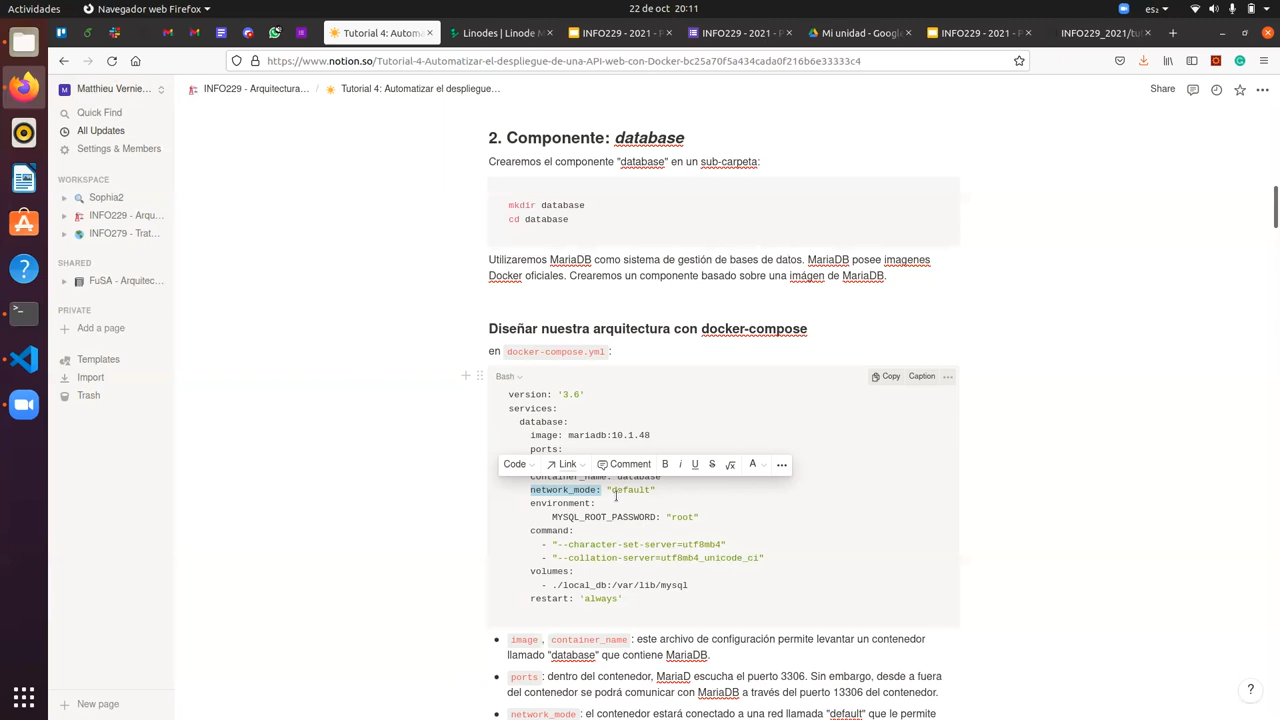 Actividades
Navegador web Firefox
22 de oct 20:11
es₂
Tutorial 4: Autom
Linodes | Linode M
INFO229 - 2021 - P
INFO229 - 2021 - P
Mi unidad - Google
INFO229 - 2021 - P
INFO229_2021/tut
https://www.notion.so/Tutorial-4-Automatizar-el-despliegue-de-una-API-web-con-Docker-bc25a70f5a434cada0f216b6e33333c4
Matthieu Vernie...
INFO229 - Arquitectura... / Tutorial 4: Automatizar el despliegue...
Share
Quick Find
All Updates
Settings & Members
WORKSPACE
Sophia2
INFO229 - Arqu...
INFO279 - Trat...
SHARED
FuSA - Arquitec...
PRIVATE
Add a page
Templates
Import
Trash
New page
2. Componente: database
Crearemos el componente "database" en un sub-carpeta:
mkdir database
cd database
Utilizaremos MariaDB como sistema de gestión de bases de datos. MariaDB posee imagenes
Docker oficiales. Crearemos un componente basado sobre una imágen de MariaDB.
Diseñar nuestra arquitectura con docker-compose
en docker-compose.yml :
Bash
Copy
Caption
version: '3.6'
services:
database:
image: mariadb:10.1.48
ports:
Code
Link
Comment
B
i
U
S
√x
A
container_name: database
network_mode: "default"
environment:
MYSQL_ROOT_PASSWORD: "root"
command:
- "--character-set-server=utf8mb4"
- "--collation-server=utf8mb4_unicode_ci"
volumes:
- ./local_db:/var/lib/mysql
restart: 'always'
• image , container_name : este archivo de configuración permite levantar un contenedor
llamado "database" que contiene MariaDB.
• ports : dentro del contenedor, MariaD escucha el puerto 3306. Sin embargo, desde a fuera
del contenedor se podrá comunicar con MariaDB a través del puerto 13306 del contenedor.
• network_mode : el contenedor estará conectado a una red llamada "default" que le permite
?